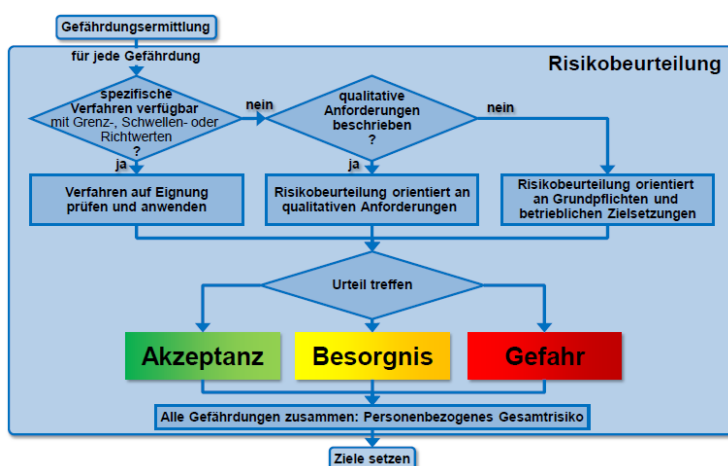 Gefährdungsermittlung
für jede Gefährdung
Risikobeurteilung
spezifische
Verfahren verfügbar
mit Grenz-, Schwellen- oder
Richtwerten
?
nein
qualitative
Anforderungen
beschrieben
?
nein
ja
ja
Verfahren auf Eignung
prüfen und anwenden
Risikobeurteilung orientiert an
qualitativen Anforderungen
Risikobeurteilung orientiert
an Grundpflichten und
betrieblichen Zielsetzungen
Urteil treffen
Akzeptanz
Besorgnis
Gefahr
Alle Gefährdungen zusammen: Personenbezogenes Gesamtrisiko
Ziele setzen